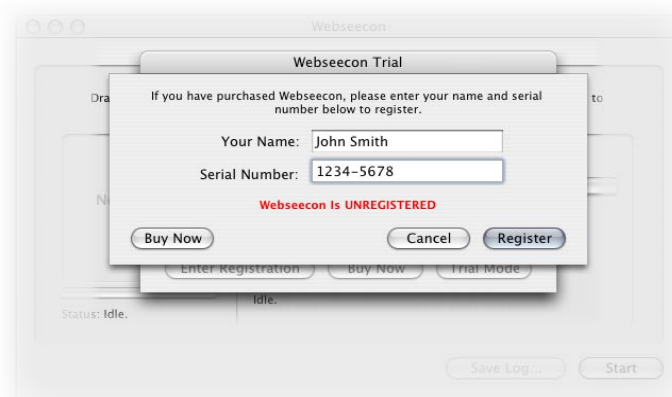 Webseecon
Webseecon Trial
Dra
to
If you have purchased Webseecon, please enter your name and serial
number below to register.
Your Name: John Smith
Serial Number: 1234-5678
Webseecon Is UNREGISTERED
Buy Now Cancel Register
Enter Registration Buy Now Trial Mode
Idle.
Status: Idle.
Save Log... Start